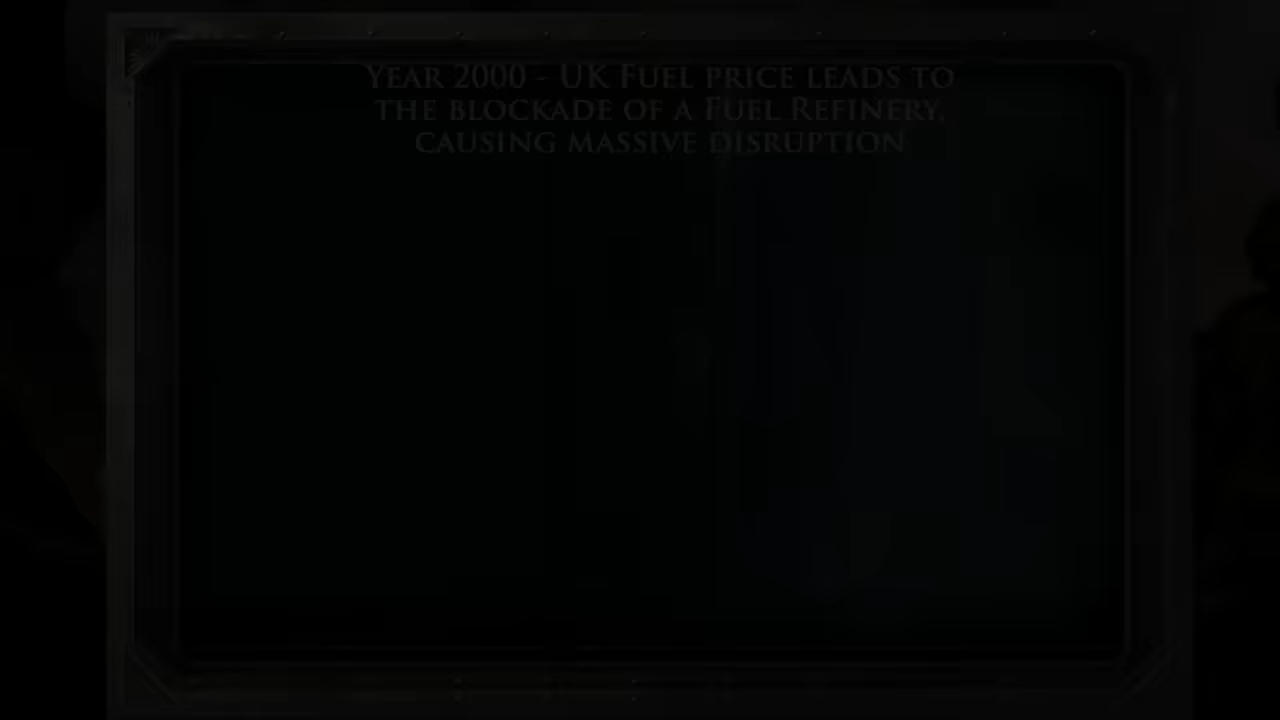 Year 2000 - UK Fuel price leads to
the blockade of a Fuel Refinery,
causing massive disruption